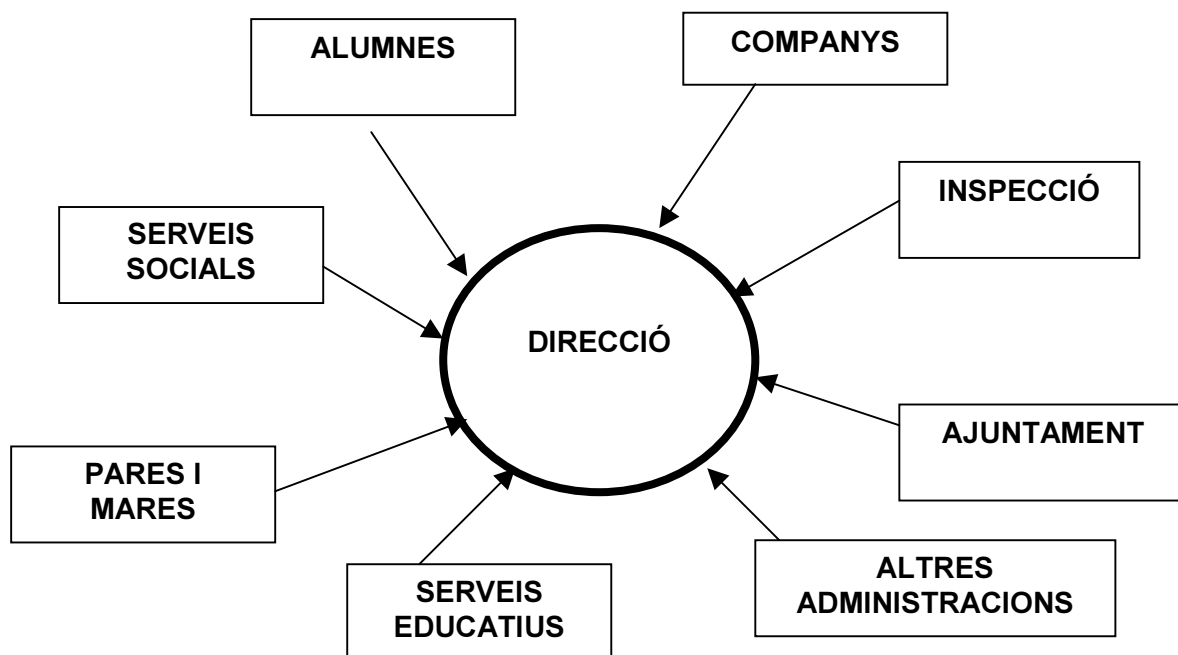 ALUMNES
COMPANYS
INSPECCIÓ
SERVEIS
SOCIALS
DIRECCIÓ
AJUNTAMENT
PARES I
MARES
ALTRES
ADMINISTRACIONS
SERVEIS
EDUCATIUS